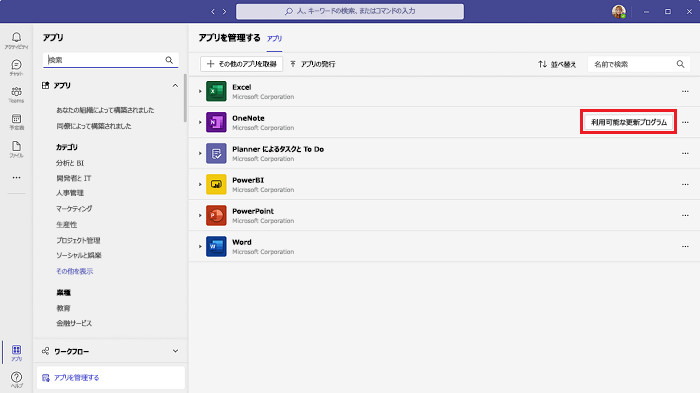 人、キーワードの検索、またはコマンドの入力
アクティビティ
チャット
Teams
予定表
ファイル
アプリ
ヘルプ
アプリ
検索
アプリ
あなたの組織によって構築されました
同僚によって構築されました
カテゴリ
分析と BI
開発者と IT
人事管理
マーケティング
生産性
プロジェクト管理
ソーシャルと娯楽
その他を表示
業種
教育
金融サービス
ワークフロー
アプリを管理する
アプリを管理する アプリ
その他のアプリを取得 アプリの発行 並べ替え 名前で検索
Excel
Microsoft Corporation
OneNote
Microsoft Corporation
利用可能な更新プログラム
Planner によるタスクと To Do
Microsoft Corporation
PowerBI
Microsoft Corporation
PowerPoint
Microsoft Corporation
Word
Microsoft Corporation